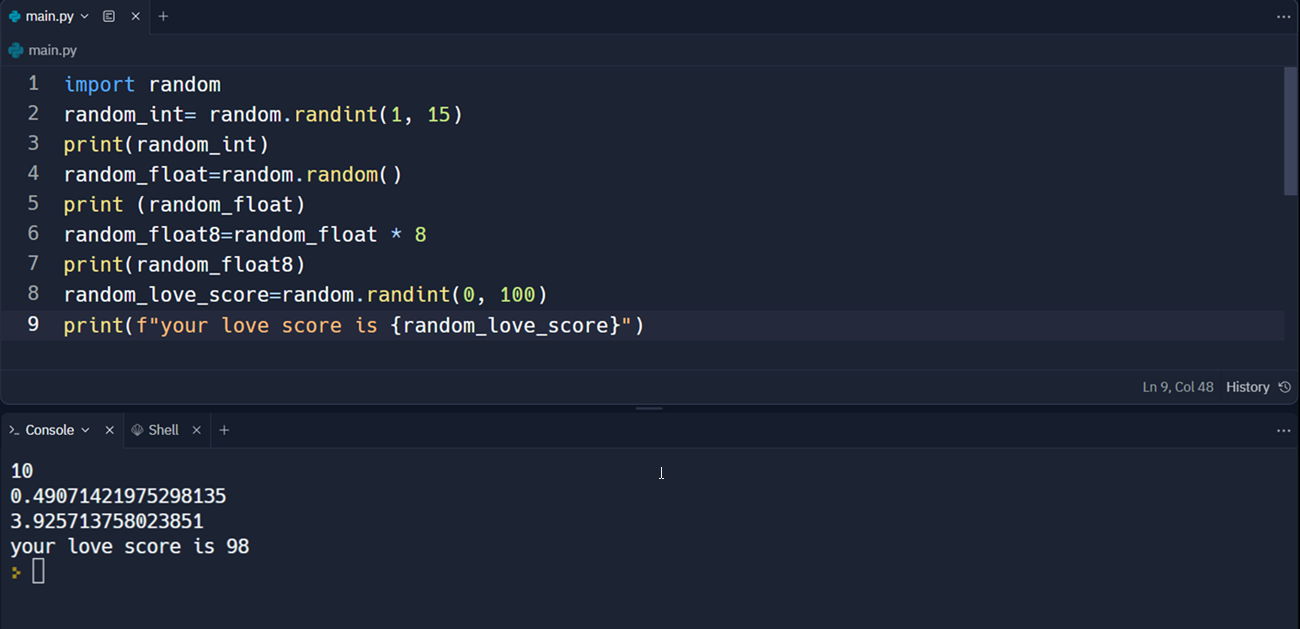 main.py
main.py
1 import random
2 random_int= random.randint(1, 15)
3 print(random_int)
4 random_float=random.random()
5 print (random_float)
6 random_float8=random_float * 8
7 print(random_float8)
8 random_love_score=random.randint(0, 100)
9 print(f"your love score is {random_love_score}")
Ln 9, Col 48 History
Console Shell
10
0.49071421975298135
3.925713758023851
your love score is 98